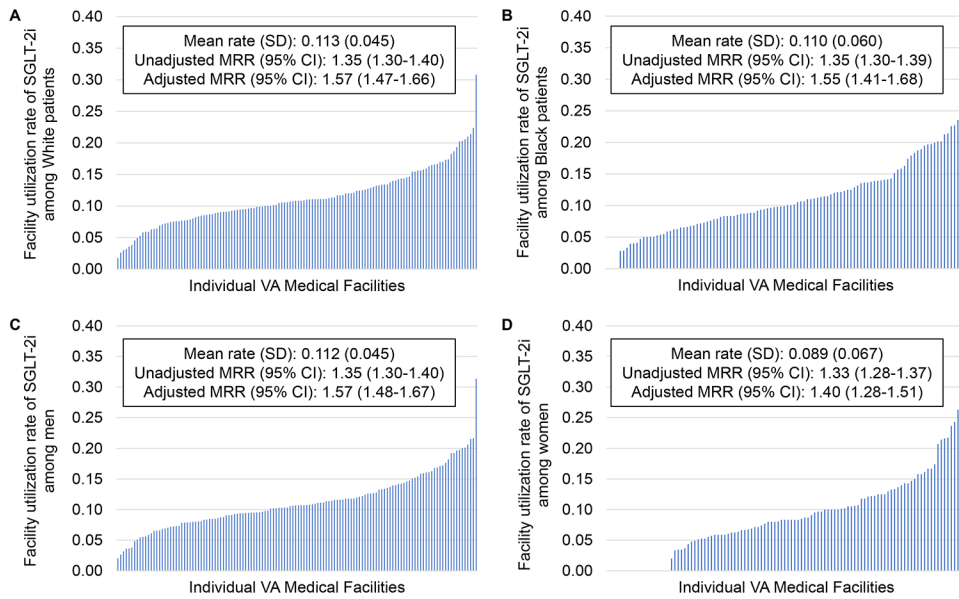 A
Facility utilization rate of SGLT-2i
among White patients
0.40
0.35
0.30
0.25
0.20
0.15
0.10
0.05
0.00
Mean rate (SD): 0.113 (0.045)
Unadjusted MRR (95% CI): 1.35 (1.30-1.40)
Adjusted MRR (95% CI): 1.57 (1.47-1.66)
Individual VA Medical Facilities
B
Facility utilization rate of SGLT-2i
among Black patients
0.40
0.35
0.30
0.25
0.20
0.15
0.10
0.05
0.00
Mean rate (SD): 0.110 (0.060)
Unadjusted MRR (95% CI): 1.35 (1.30-1.39)
Adjusted MRR (95% CI): 1.55 (1.41-1.68)
Individual VA Medical Facilities
C
Facility utilization rate of SGLT-2i
among men
0.40
0.35
0.30
0.25
0.20
0.15
0.10
0.05
0.00
Mean rate (SD): 0.112 (0.045)
Unadjusted MRR (95% CI): 1.35 (1.30-1.40)
Adjusted MRR (95% CI): 1.57 (1.48-1.67)
Individual VA Medical Facilities
D
Facility utilization rate of SGLT-2i
among women
0.40
0.35
0.30
0.25
0.20
0.15
0.10
0.05
0.00
Mean rate (SD): 0.089 (0.067)
Unadjusted MRR (95% CI): 1.33 (1.28-1.37)
Adjusted MRR (95% CI): 1.40 (1.28-1.51)
Individual VA Medical Facilities